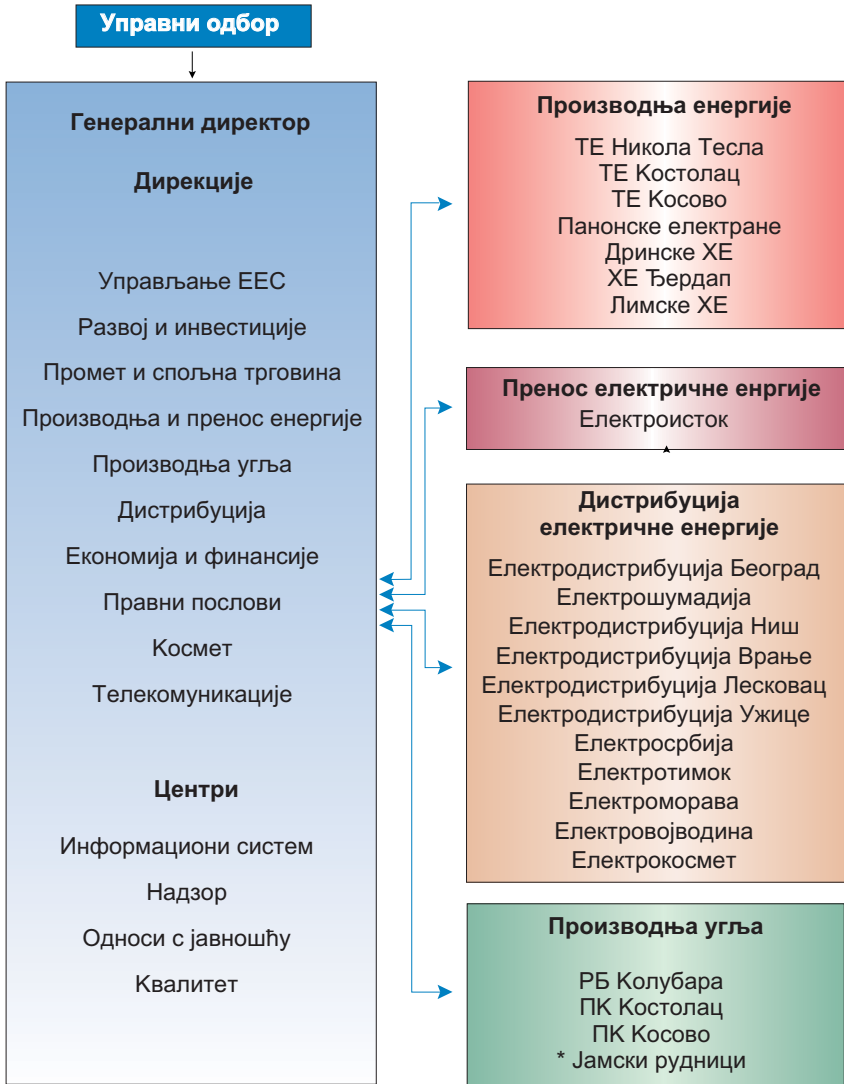 Управни одбор
Генерални директор
Дирекције
Управљање ЕЕС
Развој и инвестиције
Промет и спољна трговина
Производња и пренос енергије
Производња угља
Дистрибуција
Економија и финансије
Правни послови
Космет
Телекомуникације
Центри
Информациони систем
Надзор
Односи с јавношћу
Квалитет
Производња енергије
ТЕ Никола Тесла
ТЕ Костолац
ТЕ Косово
Панонске електране
Дринске ХЕ
ХЕ Ђердап
Лимске ХЕ
Пренос електричне енргије
Електроисток
Дистрибуција
електричне енергије
Електродистрибуција Београд
Електрошумадија
Електродистрибуција Ниш
Електродистрибуција Врање
Електродистрибуција Лесковац
Електродистрибуција Ужице
Електросрбија
Електротимок
Електроморава
Електровојводина
Електрокосмет
Производња угља
РБ Колубара
ПК Костолац
ПК Косово
* Јамски рудници